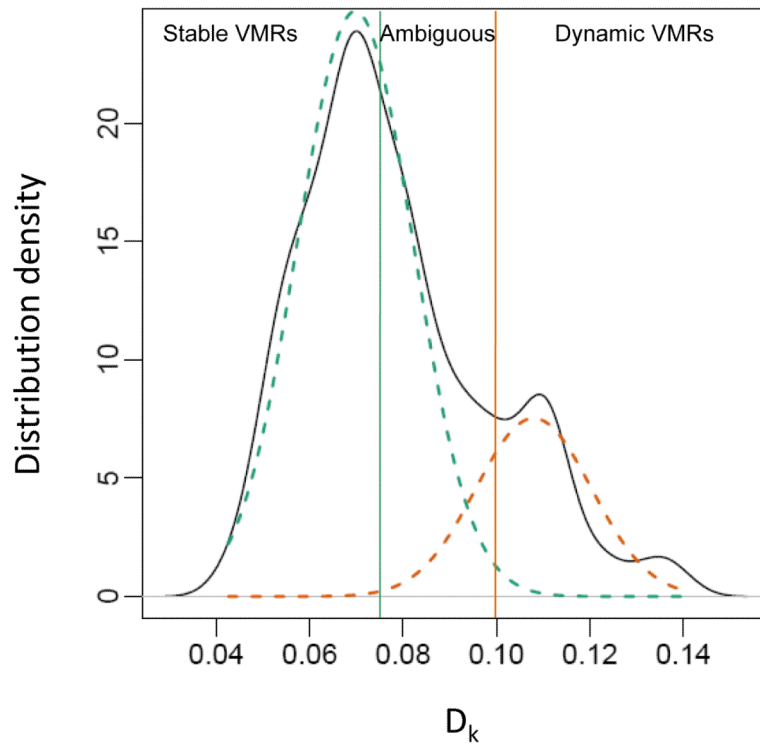 Stable VMRs
Ambiguous
Dynamic VMRs
Distribution density
20
15
10
5
0
0.04 0.06 0.08 0.10 0.12 0.14
Dₖ